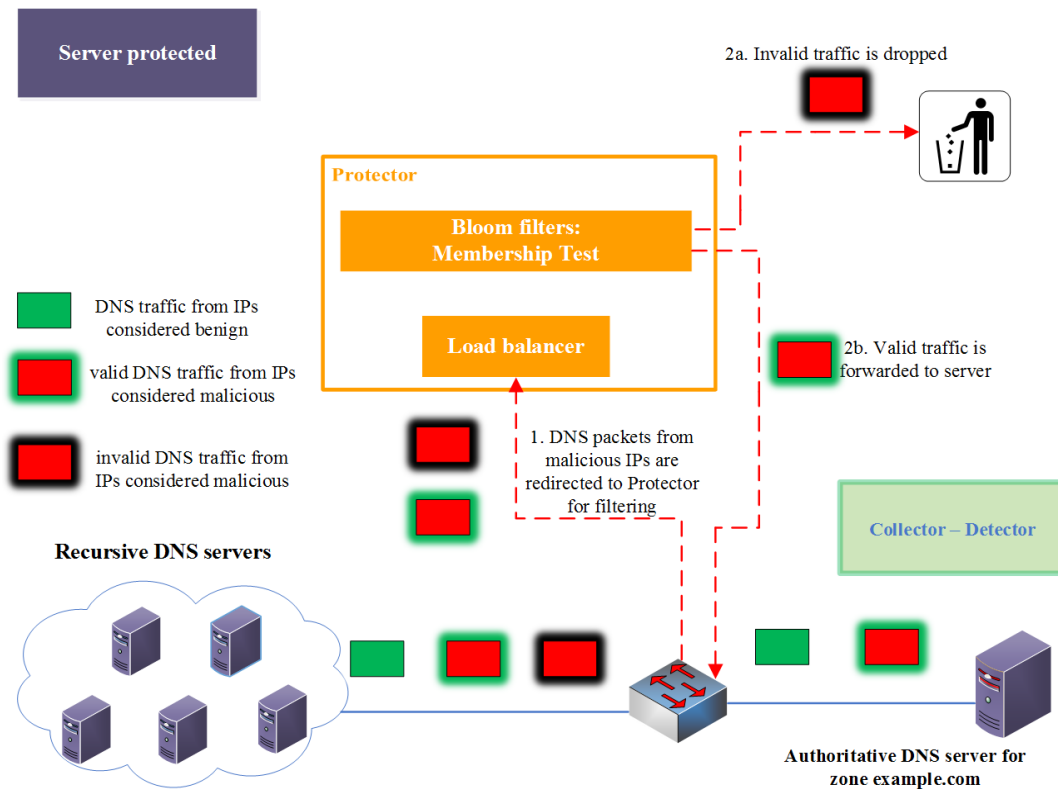 Server protected
2a. Invalid traffic is dropped
Protector
Bloom filters:
Membership Test
DNS traffic from IPs
considered benign
Load balancer
valid DNS traffic from IPs
considered malicious
2b. Valid traffic is
forwarded to server
invalid DNS traffic from
IPs considered malicious
1. DNS packets from
malicious IPs are
redirected to Protector
for filtering
Collector – Detector
Recursive DNS servers
Authoritative DNS server for
zone example.com